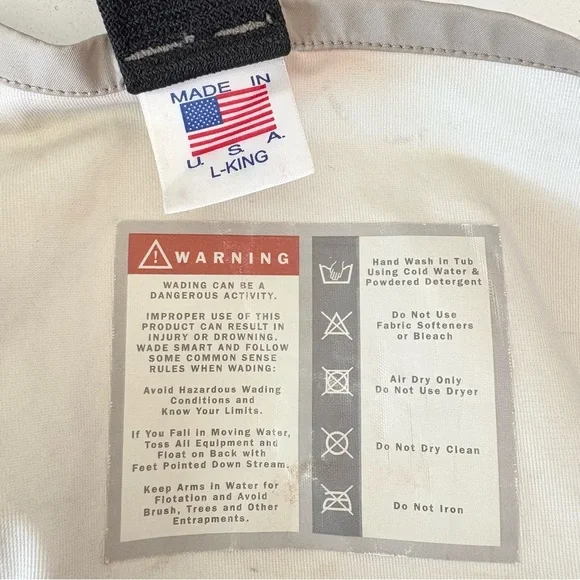 MADE IN
U. S. A.
L-KING
WARNING
WADING CAN BE A
DANGEROUS ACTIVITY.
IMPROPER USE OF THIS
PRODUCT CAN RESULT IN
INJURY OR DROWNING.
WADE SMART AND FOLLOW
SOME COMMON SENSE
RULES WHEN WADING:
Avoid Hazardous Wading
Conditions and
Know Your Limits.
If You Fall in Moving Water,
Toss All Equipment and
Float on Back with
Feet Pointed Down Stream.
Keep Arms in Water for
Flotation and Avoid
Brush, Trees and Other
Entrapments.
Hand Wash in Tub
Using Cold Water &
Powdered Detergent
Do Not Use
Fabric Softeners
or Bleach
Air Dry Only
Do Not Use Dryer
Do Not Dry Clean
Do Not Iron